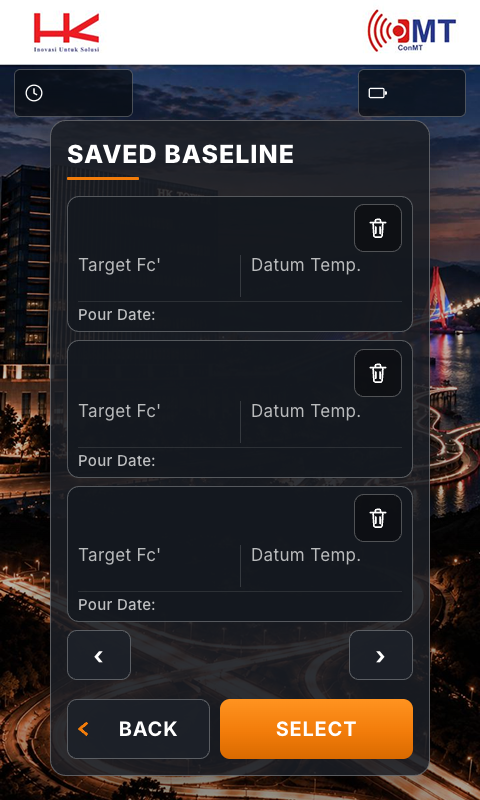 HK
Inovasi Untuk Solusi
MT
ConMT
SAVED BASELINE
Target Fc'
Datum Temp.
Pour Date:
Target Fc'
Datum Temp.
Pour Date:
Target Fc'
Datum Temp.
Pour Date:
‹
›
BACK
SELECT